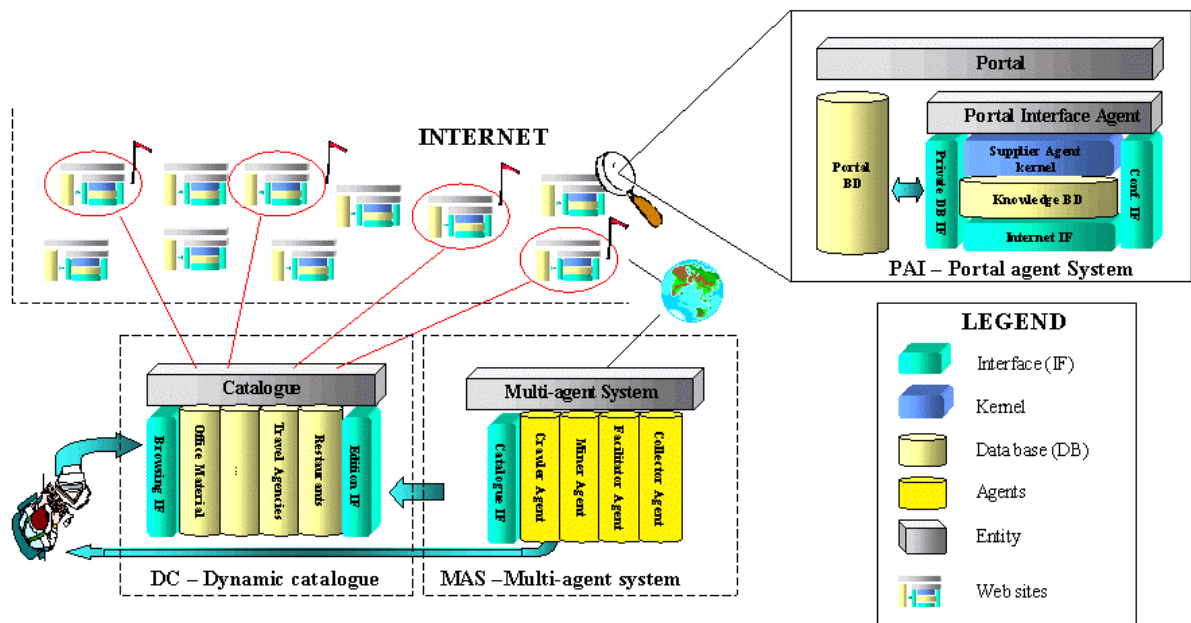 INTERNET
Portal
Portal Interface Agent
Portal
BD
Private DB IF
Supplier Agent
kernel
Knowledge BD
Internet IF
Conf. IF
PAI – Portal agent System
LEGEND
Interface (IF)
Kernel
Database (DB)
Agents
Entity
Web sites
Catalogue
Browsing IF
Office Material
...
Travel Agencies
Restaurants
Edition IF
DC – Dynamic catalogue
Multi-agent System
Catalogue IF
Crawler Agent
Miner Agent
Facilitator Agent
Collector Agent
MAS –Multi-agent system